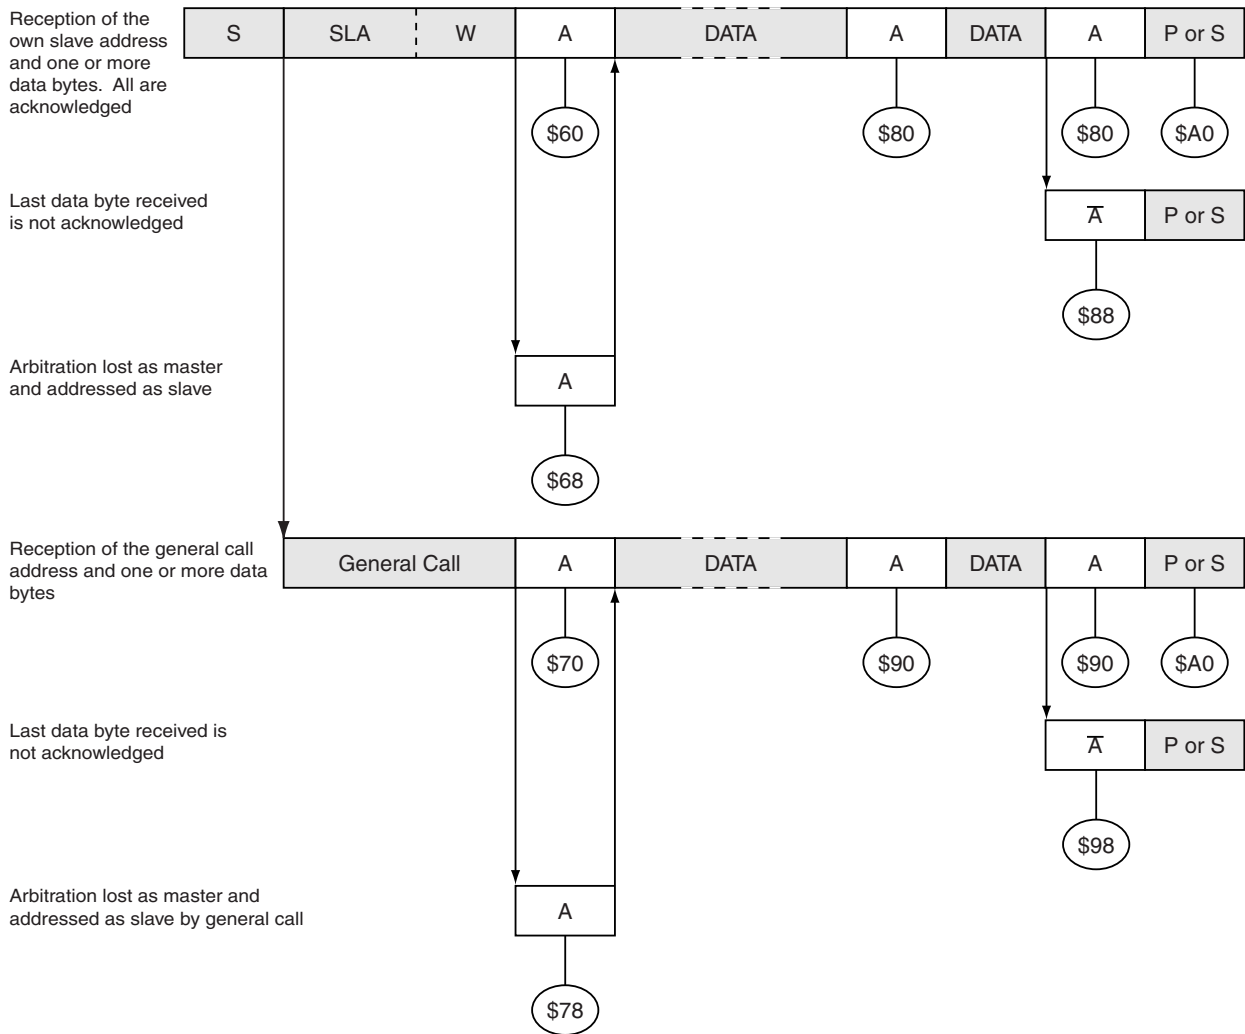 Reception of the
own slave address
and one or more
data bytes.  All are
acknowledged
S SLA W A DATA A DATA A P or S
$60 $80 $80 $A0
Last data byte received
is not acknowledged
A̅ P or S
$88
Arbitration lost as master
and addressed as slave
A
$68
Reception of the general call
address and one or more data
bytes
General Call A DATA A DATA A P or S
$70 $90 $90 $A0
Last data byte received is
not acknowledged
A̅ P or S
$98
Arbitration lost as master and
addressed as slave by general call
A
$78